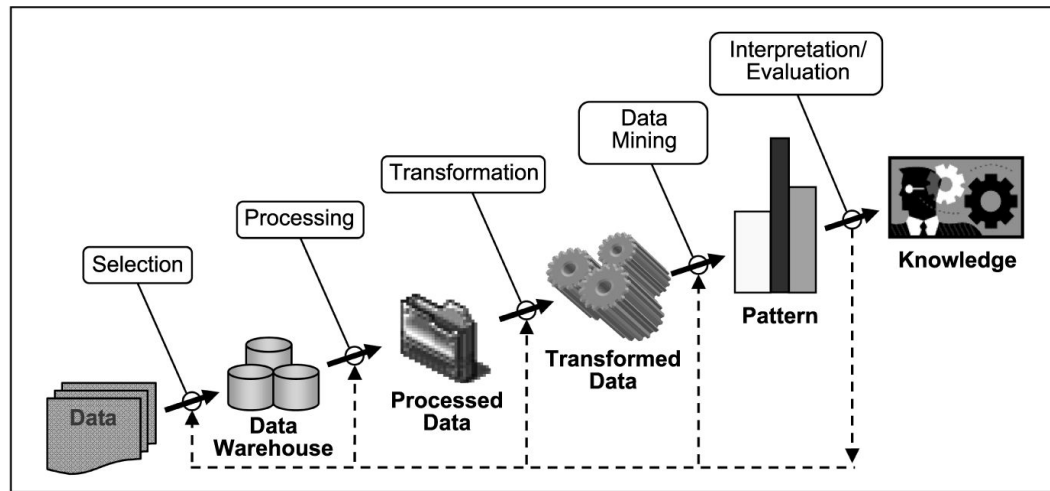 Interpretation/
Evaluation
Data
Mining
Transformation
Processing
Selection
Knowledge
Pattern
Transformed
Data
Processed
Data
Data
Warehouse
Data